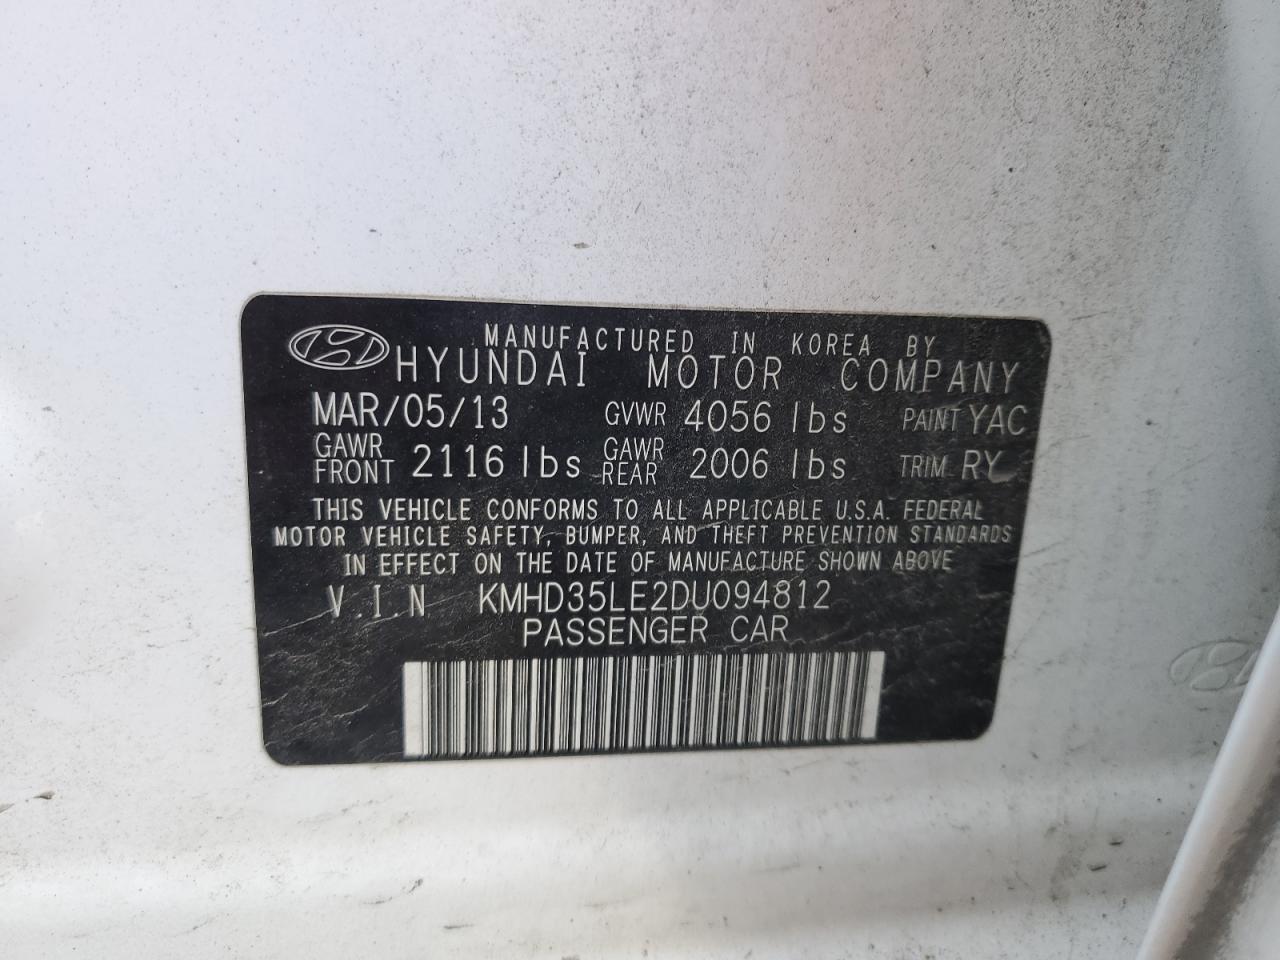 MANUFACTURED IN KOREA BY
HYUNDAI MOTOR COMPANY
MAR/05/13 GVWR 4056 lbs PAINT YAC
GAWR FRONT 2116 lbs GAWR REAR 2006 lbs TRIM RY
THIS VEHICLE CONFORMS TO ALL APPLICABLE U.S.A. FEDERAL
MOTOR VEHICLE SAFETY, BUMPER, AND THEFT PREVENTION STANDARDS
IN EFFECT ON THE DATE OF MANUFACTURE SHOWN ABOVE
V.I.N KMHD35LE2DU094812
PASSENGER CAR